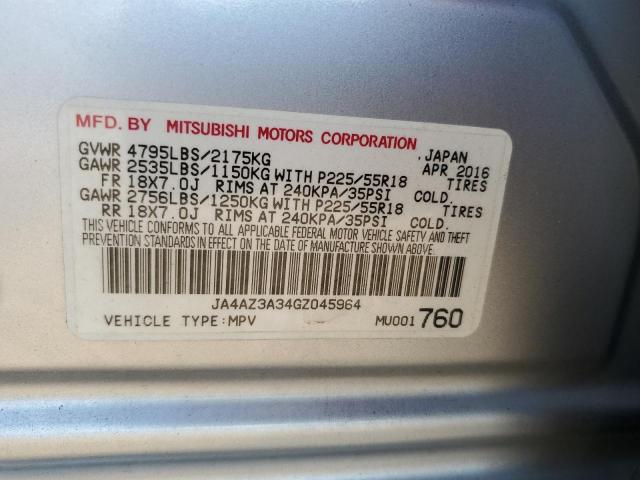 MFD. BY MITSUBISHI MOTORS CORPORATION
GVWR 4795LBS/2175KG , JAPAN
GAWR 2535LBS/1150KG WITH P225/55R18 APR 2016 TIRES
FR 18X7.0J RIMS AT 240KPA/35PSI COLD.
GAWR 2756LBS/1250KG WITH P225/55R18 TIRES
RR 18X7.0J RIMS AT 240KPA/35PSI COLD.
THIS VEHICLE CONFORMS TO ALL APPLICABLE FEDERAL MOTOR VEHICLE SAFETY AND THEFT
PREVENTION STANDARDS IN EFFECT ON THE DATE OF MANUFACTURE SHOWN ABOVE.
JA4AZ3A34GZ045964
VEHICLE TYPE:MPV MU001 760